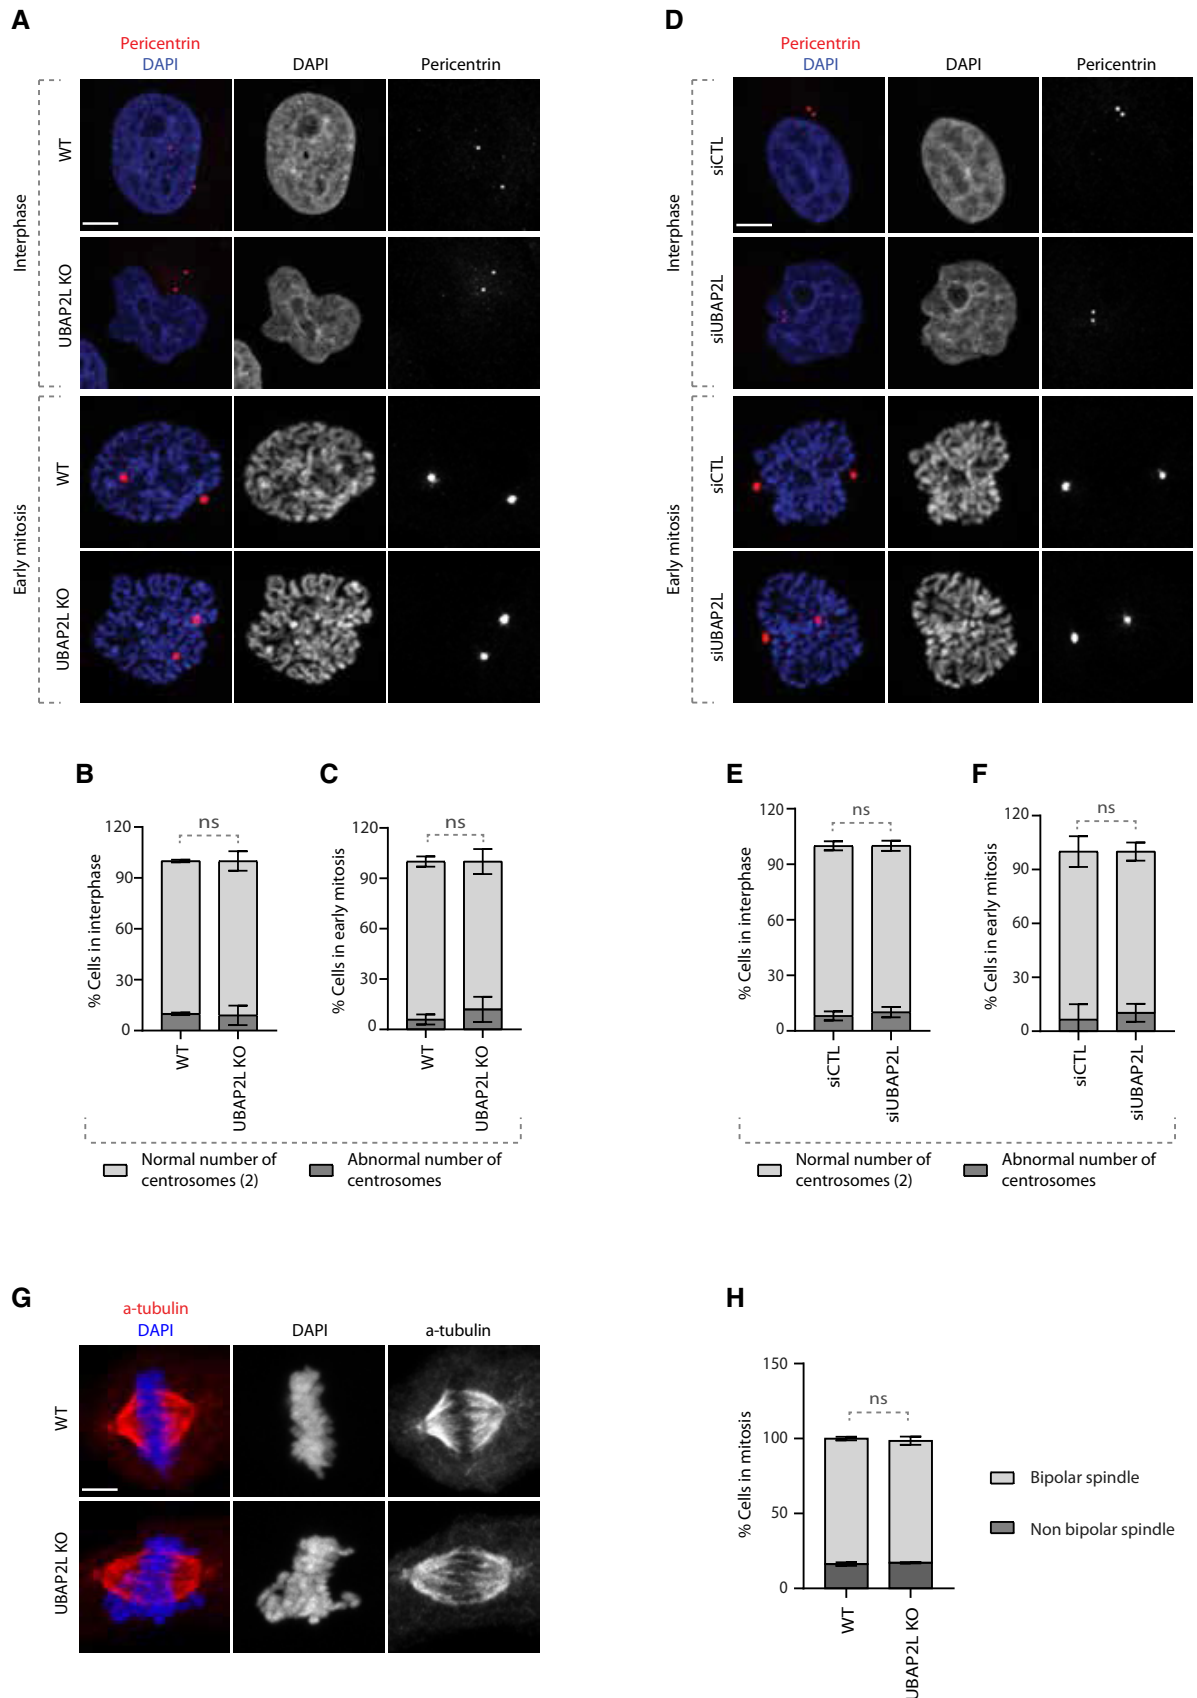 A
Pericentrin
DAPI
DAPI
Pericentrin
Interphase
WT
UBAP2L KO
Early mitosis
WT
UBAP2L KO
D
Pericentrin
DAPI
DAPI
Pericentrin
Interphase
siCTL
siUBAP2L
Early mitosis
siCTL
siUBAP2L
B
% Cells in interphase
120
90
60
30
0
ns
WT
UBAP2L KO
C
% Cells in early mitosis
120
90
60
30
0
ns
WT
UBAP2L KO
Normal number of
centrosomes (2)
Abnormal number of
centrosomes
E
% Cells in interphase
120
90
60
30
0
ns
siCTL
siUBAP2L
F
% Cells in early mitosis
120
90
60
30
0
ns
siCTL
siUBAP2L
Normal number of
centrosomes (2)
Abnormal number of
centrosomes
G
a-tubulin
DAPI
DAPI
a-tubulin
WT
UBAP2L KO
H
% Cells in mitosis
150
100
50
0
ns
WT
UBAP2L KO
Bipolar spindle
Non bipolar spindle